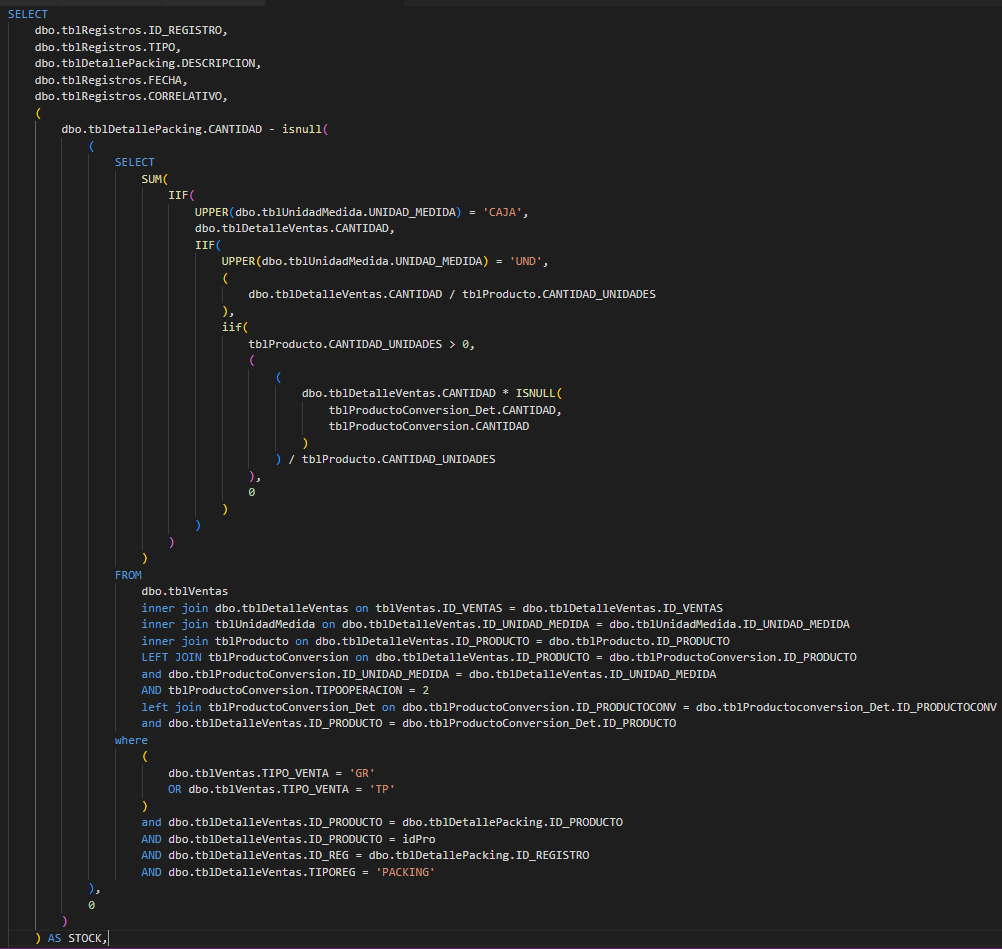 SELECT
dbo.tblRegistros.ID_REGISTRO,
dbo.tblRegistros.TIPO,
dbo.tblDetallePacking.DESCRIPCION,
dbo.tblRegistros.FECHA,
dbo.tblRegistros.CORRELATIVO,
(
dbo.tblDetallePacking.CANTIDAD - isnull(
(
SELECT
SUM(
IIF(
UPPER(dbo.tblUnidadMedida.UNIDAD_MEDIDA) = 'CAJA',
dbo.tblDetalleVentas.CANTIDAD,
IIF(
UPPER(dbo.tblUnidadMedida.UNIDAD_MEDIDA) = 'UND',
(
dbo.tblDetalleVentas.CANTIDAD / tblProducto.CANTIDAD_UNIDADES
),
iif(
tblProducto.CANTIDAD_UNIDADES > 0,
(
(
dbo.tblDetalleVentas.CANTIDAD * ISNULL(
tblProductoConversion_Det.CANTIDAD,
tblProductoConversion.CANTIDAD
)
) / tblProducto.CANTIDAD_UNIDADES
),
0
)
)
)
)
FROM
dbo.tblVentas
inner join dbo.tblDetalleVentas on tblVentas.ID_VENTAS = dbo.tblDetalleVentas.ID_VENTAS
inner join tblUnidadMedida on dbo.tblDetalleVentas.ID_UNIDAD_MEDIDA = dbo.tblUnidadMedida.ID_UNIDAD_MEDIDA
inner join tblProducto on dbo.tblDetalleVentas.ID_PRODUCTO = dbo.tblProducto.ID_PRODUCTO
LEFT JOIN tblProductoConversion on dbo.tblDetalleVentas.ID_PRODUCTO = dbo.tblProductoConversion.ID_PRODUCTO
and dbo.tblProductoConversion.ID_UNIDAD_MEDIDA = dbo.tblDetalleVentas.ID_UNIDAD_MEDIDA
AND tblProductoConversion.TIPOOPERACION = 2
left join tblProductoConversion_Det on dbo.tblProductoConversion.ID_PRODUCTOCONV = dbo.tblProductoconversion_Det.ID_PRODUCTOCONV
and dbo.tblDetalleVentas.ID_PRODUCTO = dbo.tblProductoConversion_Det.ID_PRODUCTO
where
(
dbo.tblVentas.TIPO_VENTA = 'GR'
OR dbo.tblVentas.TIPO_VENTA = 'TP'
)
and dbo.tblDetalleVentas.ID_PRODUCTO = dbo.tblDetallePacking.ID_PRODUCTO
AND dbo.tblDetalleVentas.ID_PRODUCTO = idPro
AND dbo.tblDetalleVentas.ID_REG = dbo.tblDetallePacking.ID_REGISTRO
AND dbo.tblDetalleVentas.TIPOREG = 'PACKING'
),
0
)
) AS STOCK,